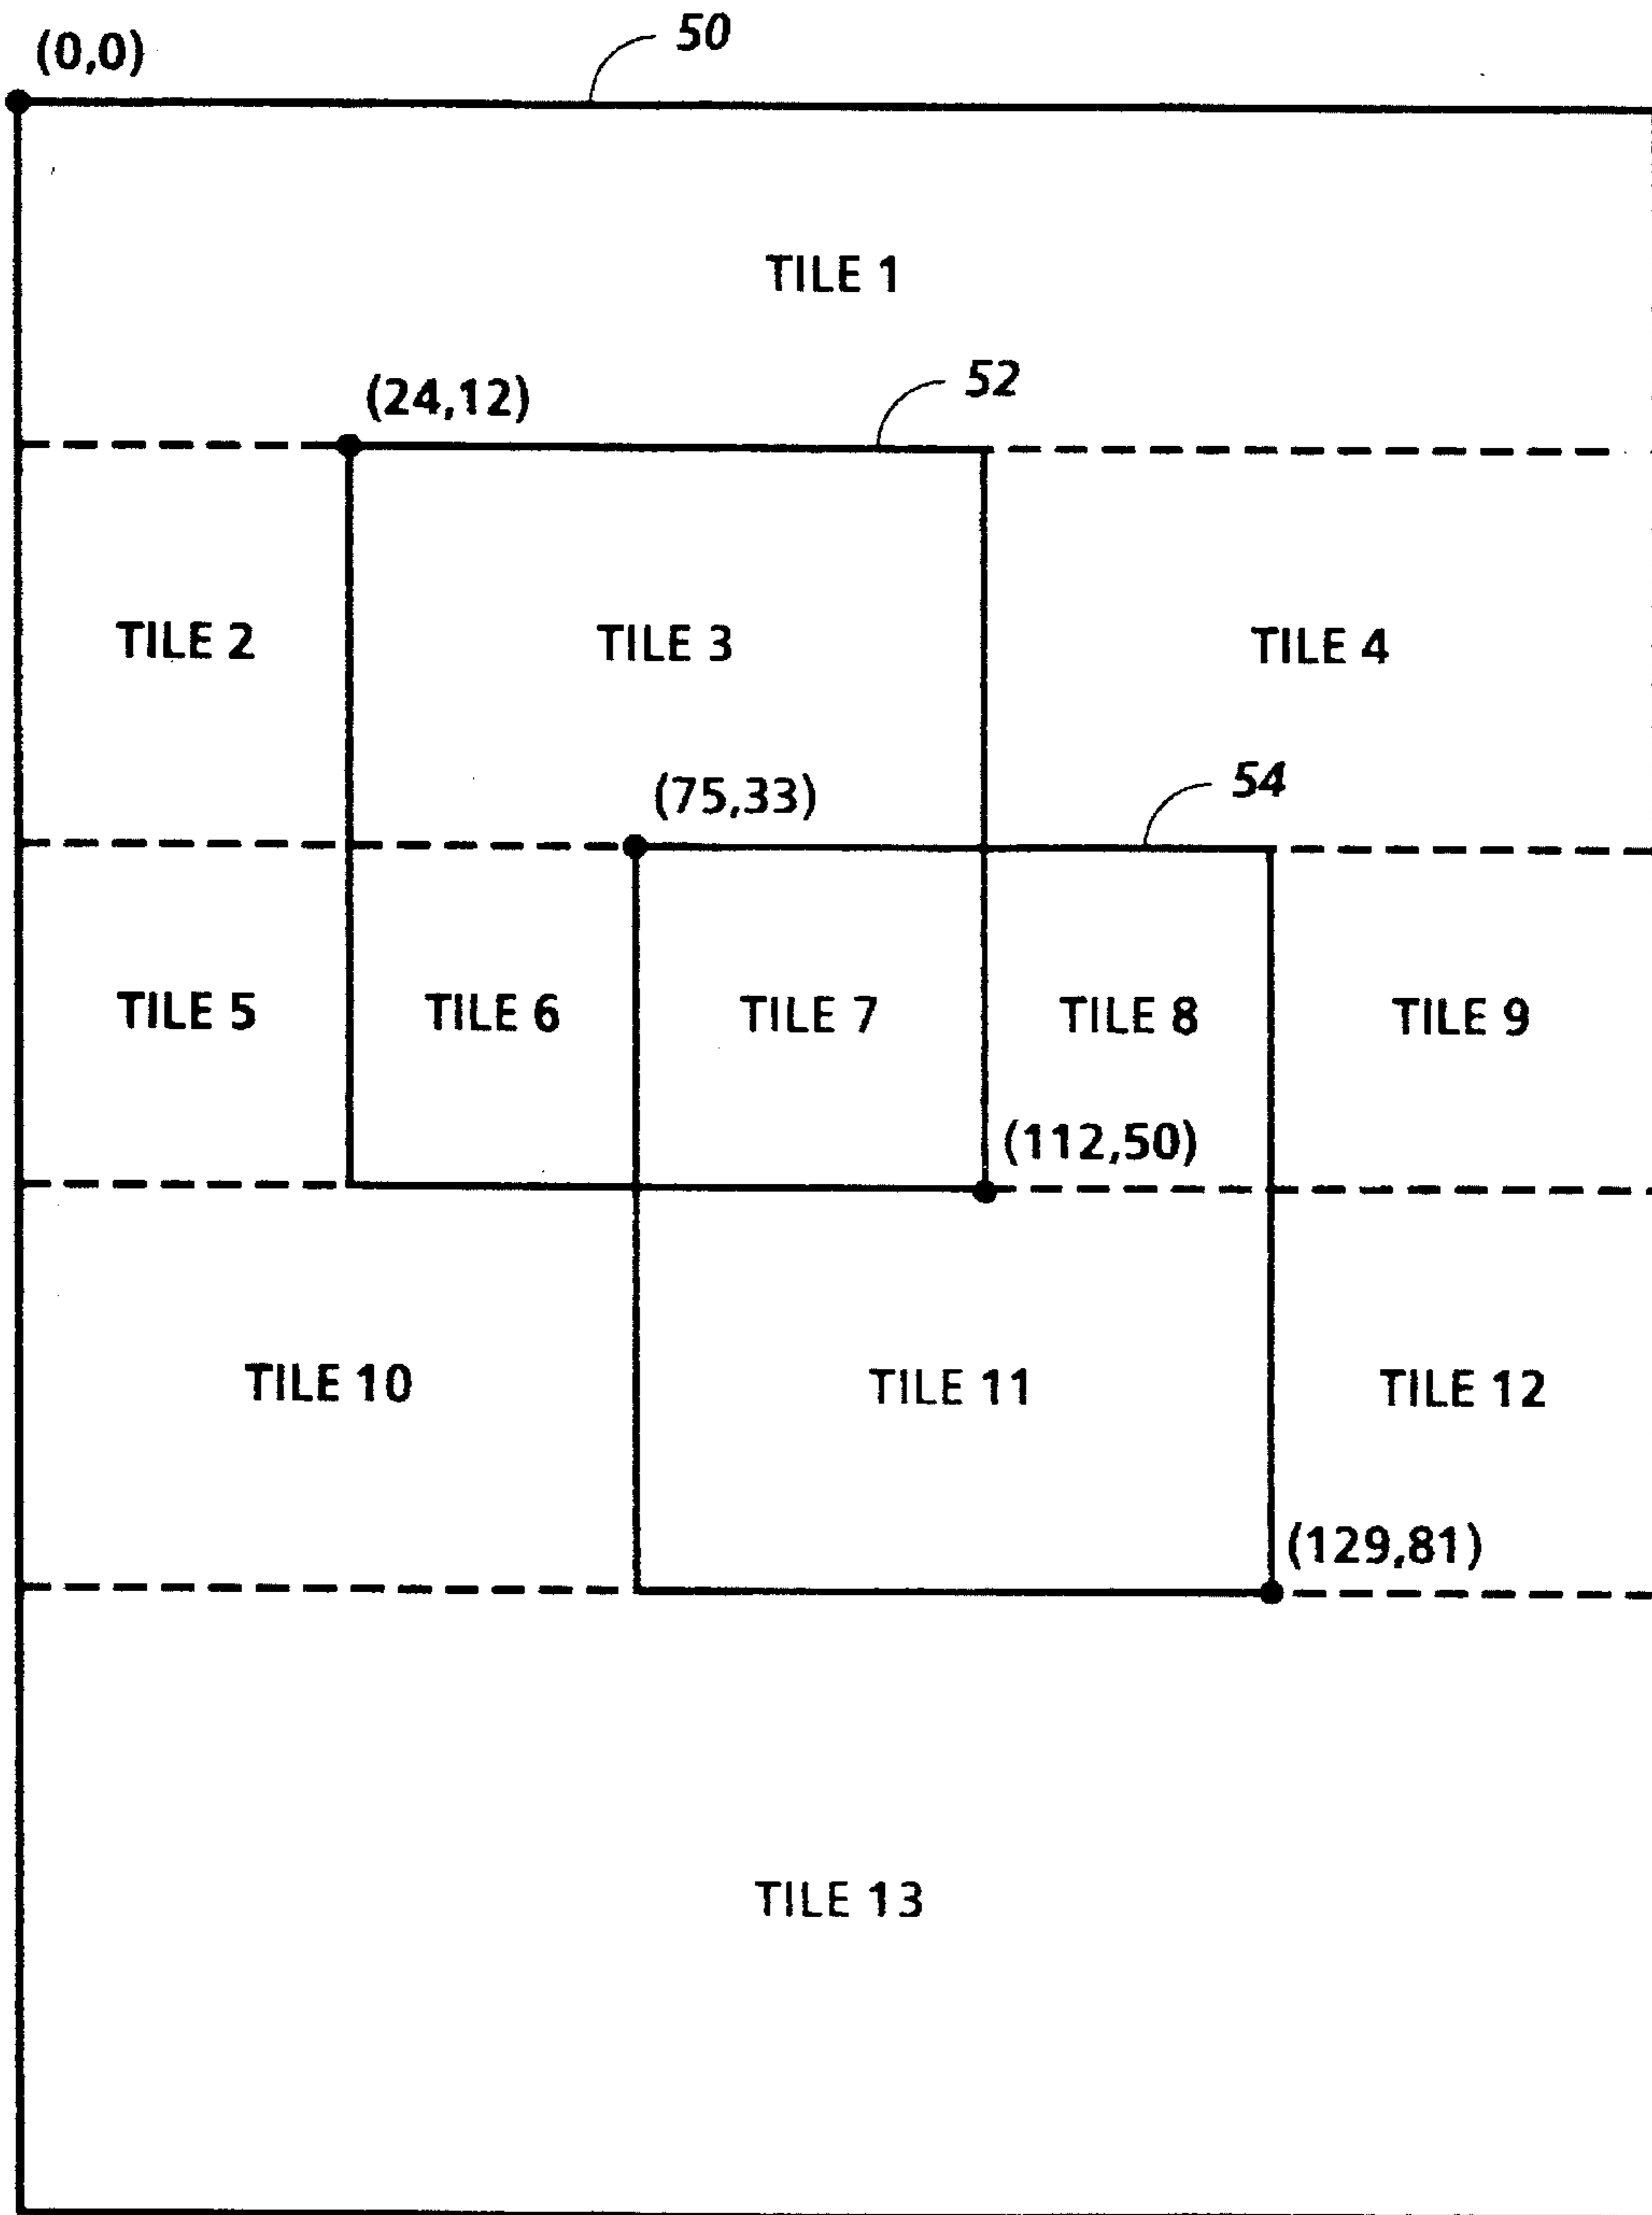 50
(0,0)
TILE 1
52
(24,12)
TILE 2 TILE 3 TILE 4
54
(75,33)
TILE 5 TILE 6 TILE 7 TILE 8 TILE 9
(112,50)
TILE 10 TILE 11 TILE 12
(129,81)
TILE 13